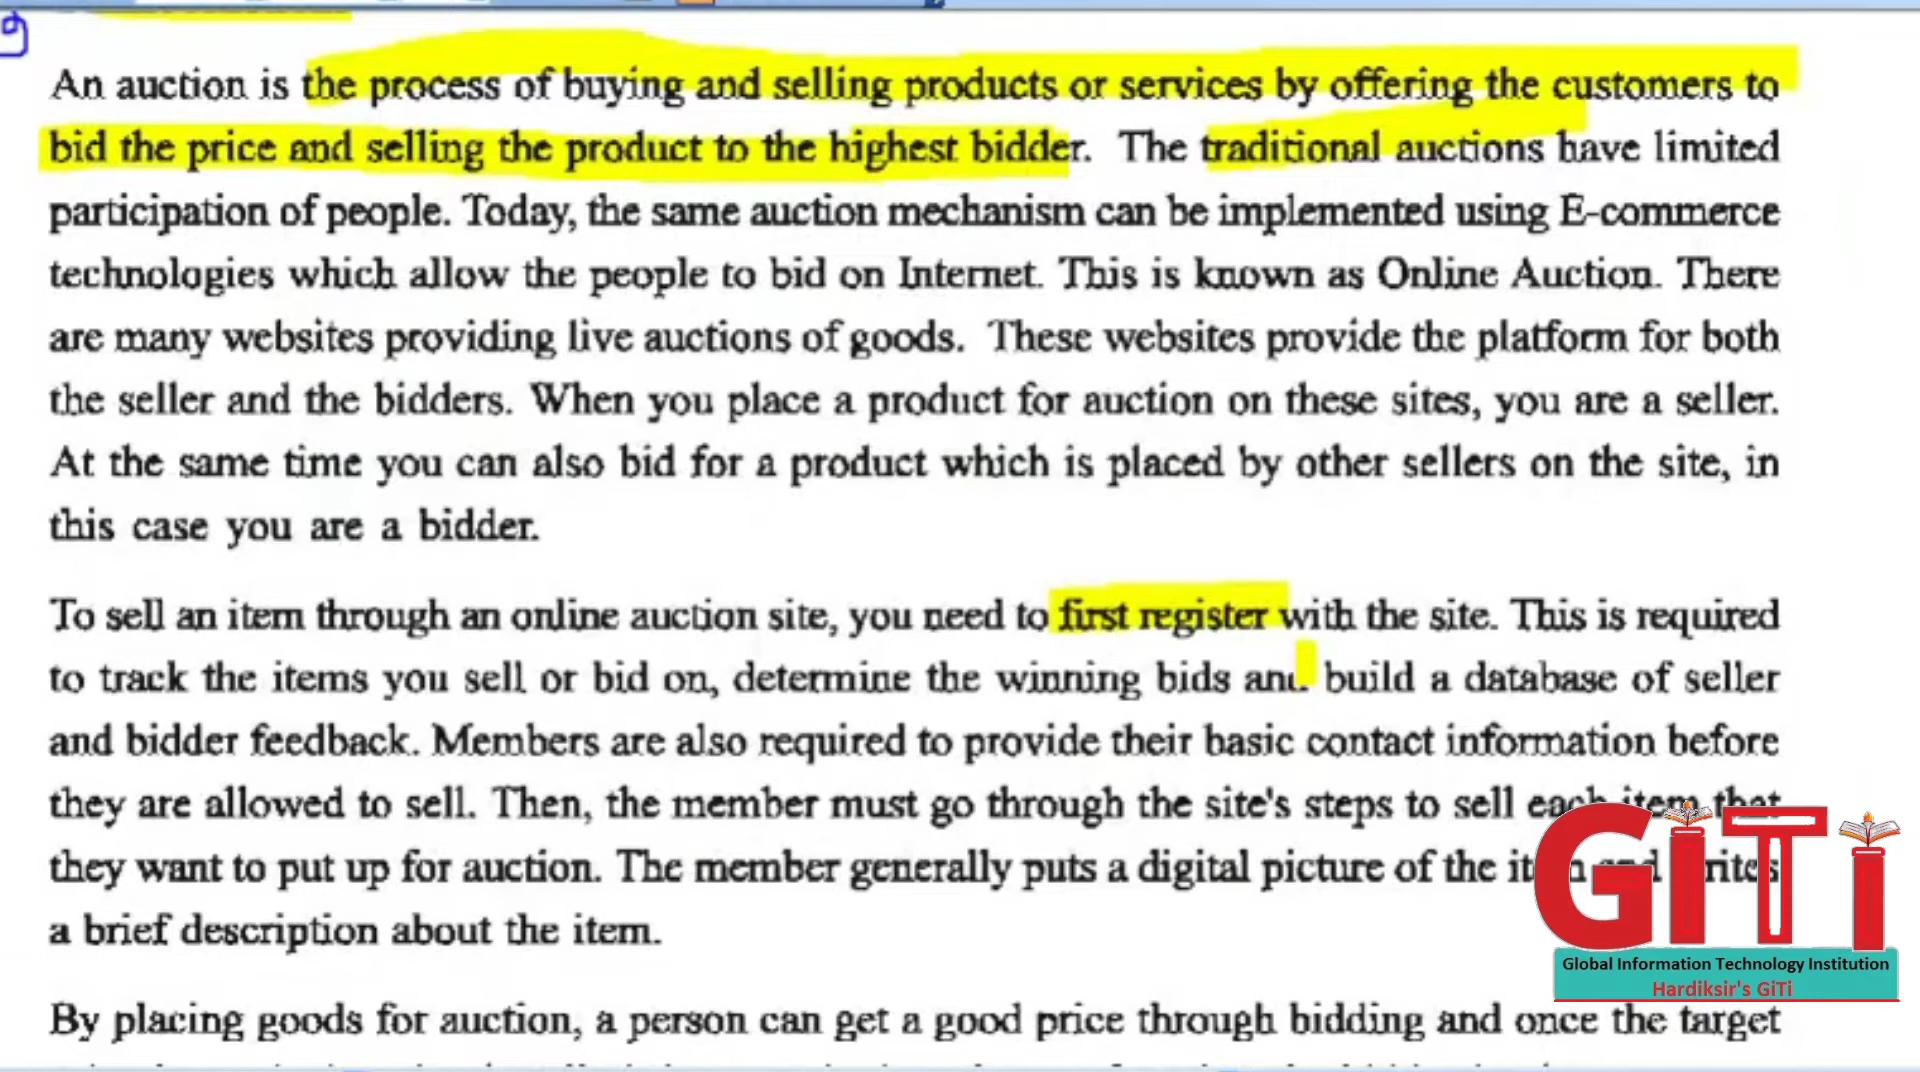 An auction is the process of buying and selling products or services by offering the customers to
bid the price and selling the product to the highest bidder. The traditional auctions have limited
participation of people. Today, the same auction mechanism can be implemented using E-commerce
technologies which allow the people to bid on Internet. This is known as Online Auction. There
are many websites providing live auctions of goods. These websites provide the platform for both
the seller and the bidders. When you place a product for auction on these sites, you are a seller.
At the same time you can also bid for a product which is placed by other sellers on the site, in
this case you are a bidder.
To sell an item through an online auction site, you need to first register with the site. This is required
to track the items you sell or bid on, determine the winning bids and build a database of seller
and bidder feedback. Members are also required to provide their basic contact information before
they are allowed to sell. Then, the member must go through the site's steps to sell each item that
they want to put up for auction. The member generally puts a digital picture of the item and writes
a brief description about the item.
GiTi
Global Information Technology Institution
Hardiksir's GiTi
By placing goods for auction, a person can get a good price through bidding and once the target